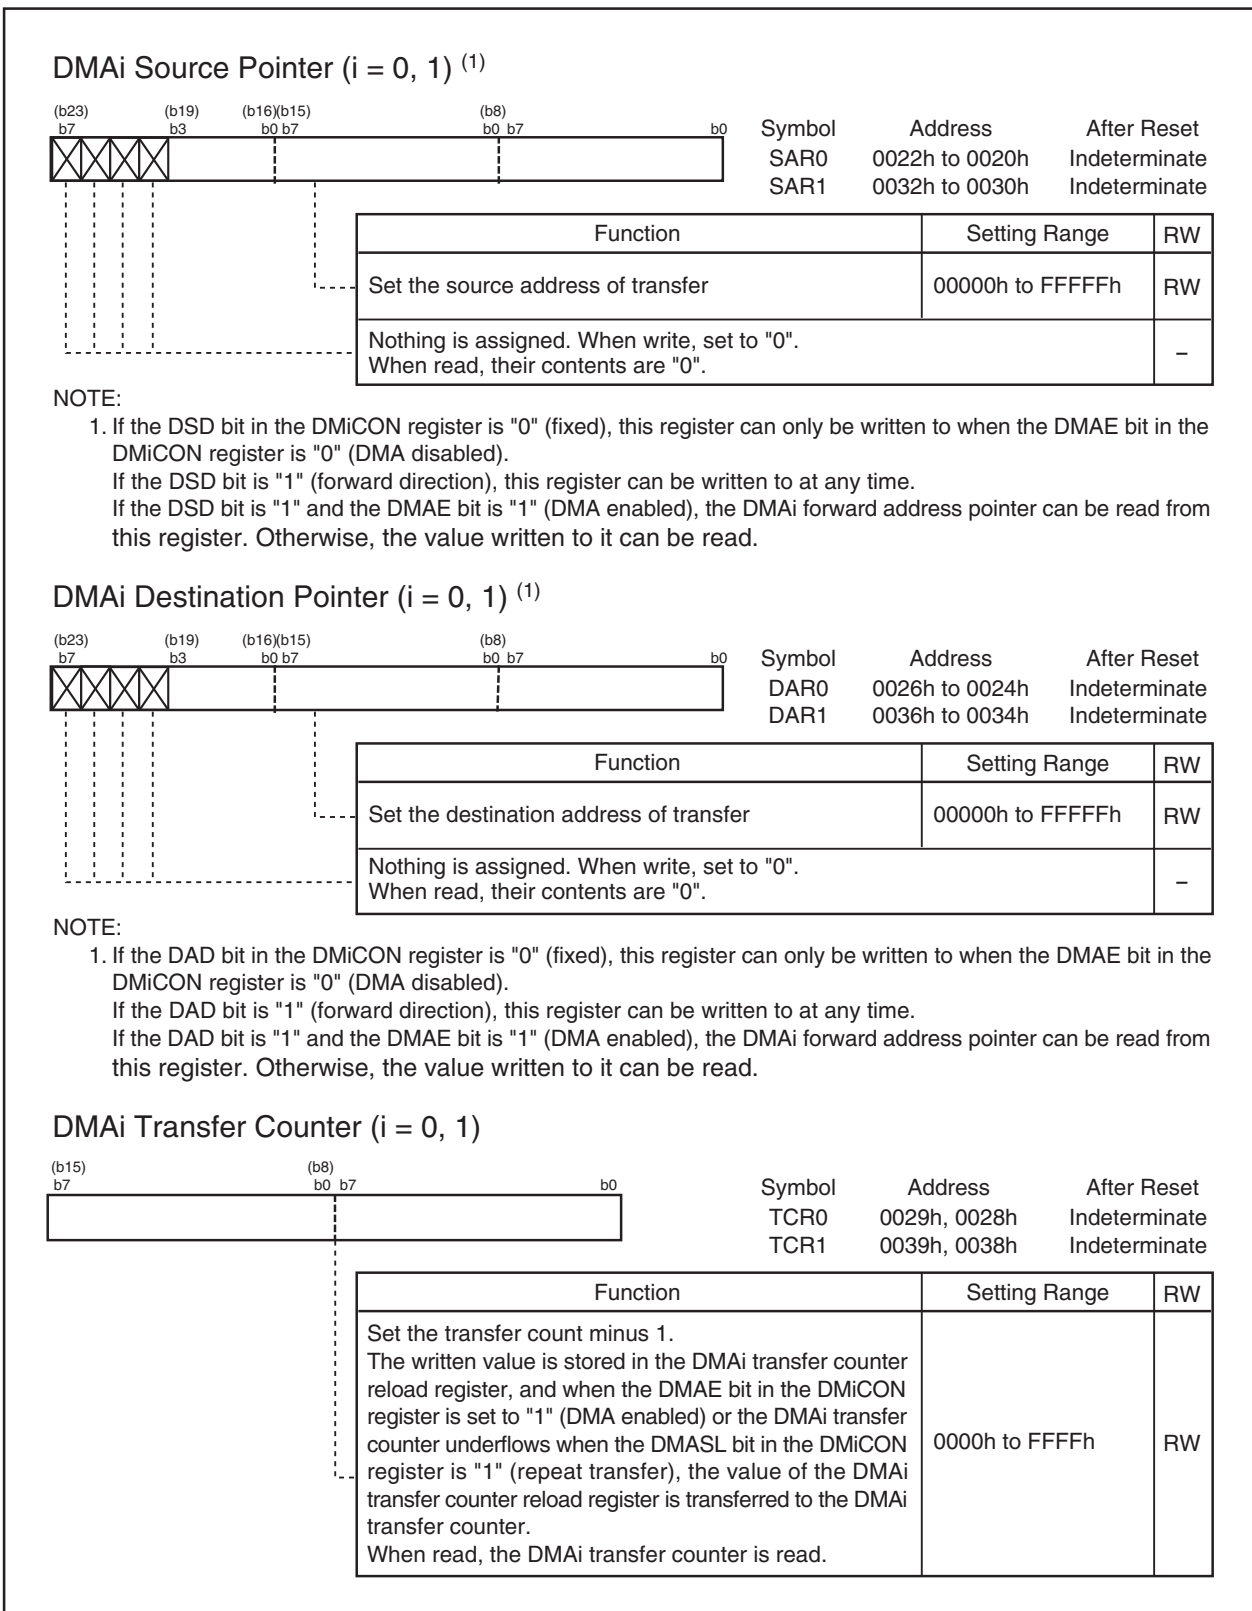 DMAi Source Pointer (i = 0, 1) (1)
(b23) (b19) (b16)(b15) (b8)
b7 b3 b0 b7 b0 b7 b0
Symbol Address After Reset
SAR0 0022h to 0020h Indeterminate
SAR1 0032h to 0030h Indeterminate
Function Setting Range RW
Set the source address of transfer 00000h to FFFFFh RW
Nothing is assigned. When write, set to "0".
When read, their contents are "0". –
NOTE:
1. If the DSD bit in the DMiCON register is "0" (fixed), this register can only be written to when the DMAE bit in the
DMiCON register is "0" (DMA disabled).
If the DSD bit is "1" (forward direction), this register can be written to at any time.
If the DSD bit is "1" and the DMAE bit is "1" (DMA enabled), the DMAi forward address pointer can be read from
this register. Otherwise, the value written to it can be read.
DMAi Destination Pointer (i = 0, 1) (1)
(b23) (b19) (b16)(b15) (b8)
b7 b3 b0 b7 b0 b7 b0
Symbol Address After Reset
DAR0 0026h to 0024h Indeterminate
DAR1 0036h to 0034h Indeterminate
Function Setting Range RW
Set the destination address of transfer 00000h to FFFFFh RW
Nothing is assigned. When write, set to "0".
When read, their contents are "0". –
NOTE:
1. If the DAD bit in the DMiCON register is "0" (fixed), this register can only be written to when the DMAE bit in the
DMiCON register is "0" (DMA disabled).
If the DAD bit is "1" (forward direction), this register can be written to at any time.
If the DAD bit is "1" and the DMAE bit is "1" (DMA enabled), the DMAi forward address pointer can be read from
this register. Otherwise, the value written to it can be read.
DMAi Transfer Counter (i = 0, 1)
(b15) (b8)
b7 b0 b7 b0
Symbol Address After Reset
TCR0 0029h, 0028h Indeterminate
TCR1 0039h, 0038h Indeterminate
Function Setting Range RW
Set the transfer count minus 1.
The written value is stored in the DMAi transfer counter
reload register, and when the DMAE bit in the DMiCON
register is set to "1" (DMA enabled) or the DMAi transfer
counter underflows when the DMASL bit in the DMiCON
register is "1" (repeat transfer), the value of the DMAi
transfer counter reload register is transferred to the DMAi
transfer counter.
When read, the DMAi transfer counter is read.
0000h to FFFFh RW